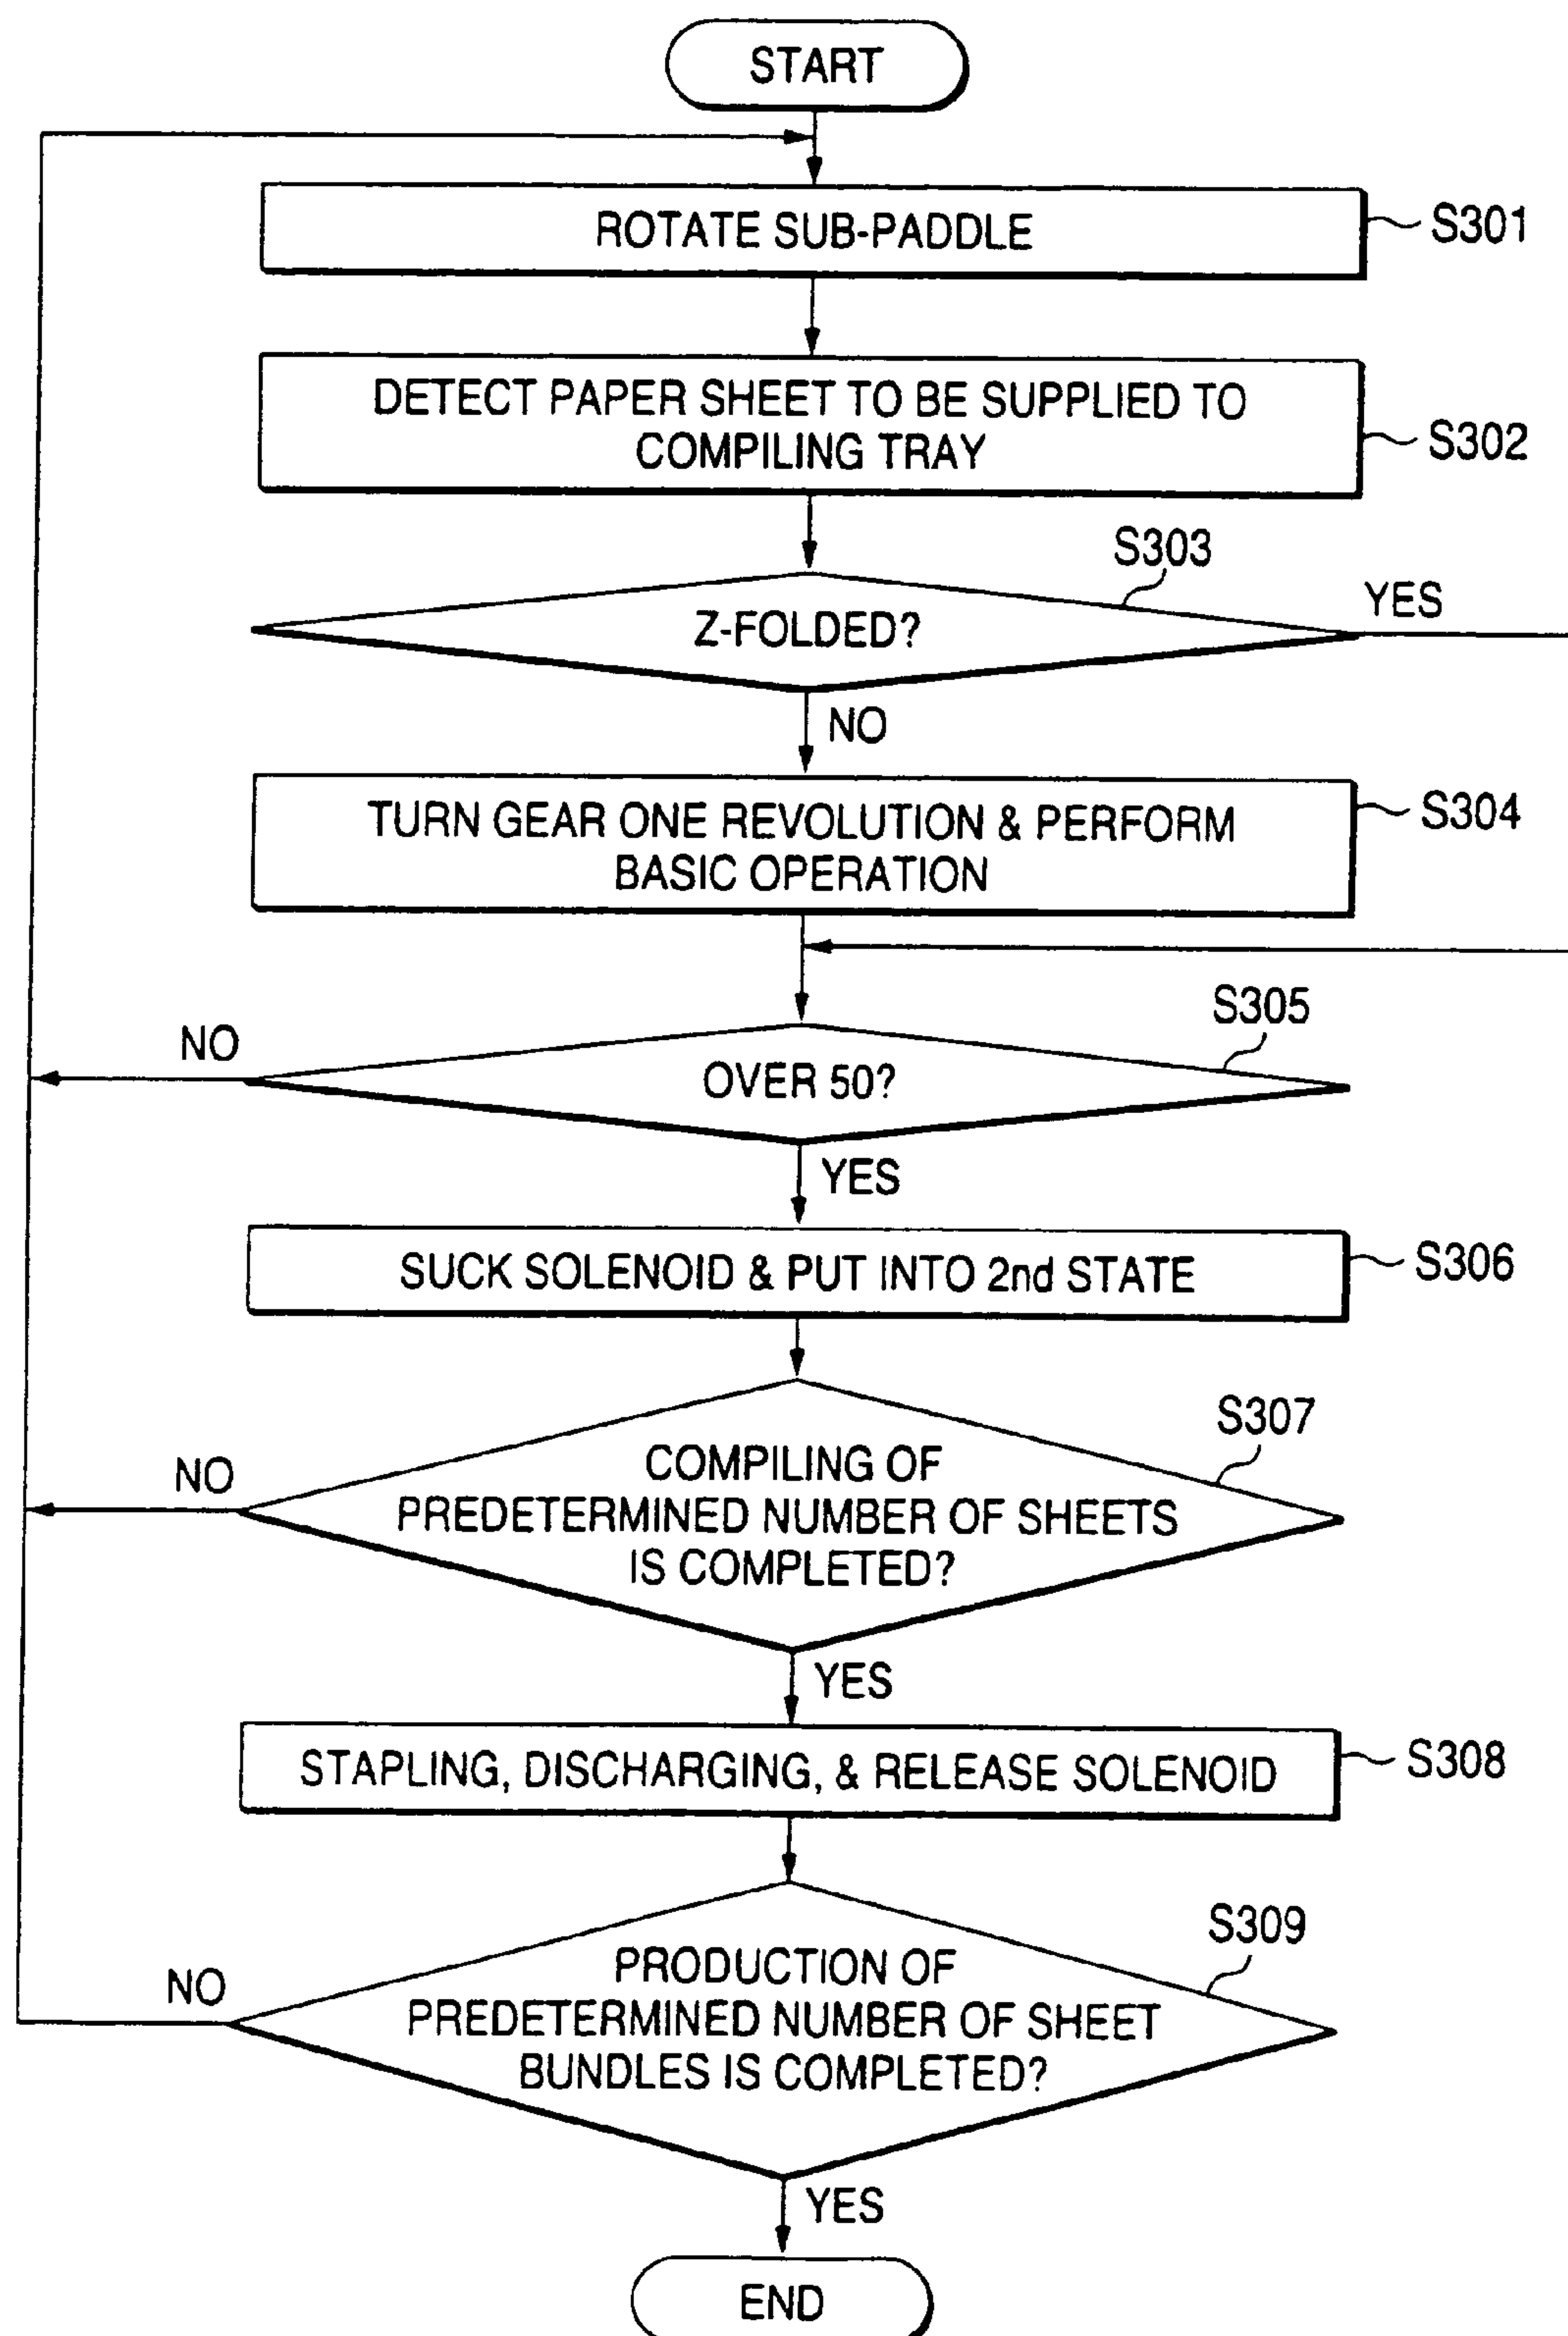 START
ROTATE SUB-PADDLE
S301
DETECT PAPER SHEET TO BE SUPPLIED TO
COMPILING TRAY
S302
S303
Z-FOLDED?
YES
NO
TURN GEAR ONE REVOLUTION & PERFORM
BASIC OPERATION
S304
S305
NO
OVER 50?
YES
SUCK SOLENOID & PUT INTO 2nd STATE
S306
S307
NO
COMPILING OF
PREDETERMINED NUMBER OF SHEETS
IS COMPLETED?
YES
STAPLING, DISCHARGING, & RELEASE SOLENOID
S308
S309
NO
PRODUCTION OF
PREDETERMINED NUMBER OF SHEET
BUNDLES IS COMPLETED?
YES
END